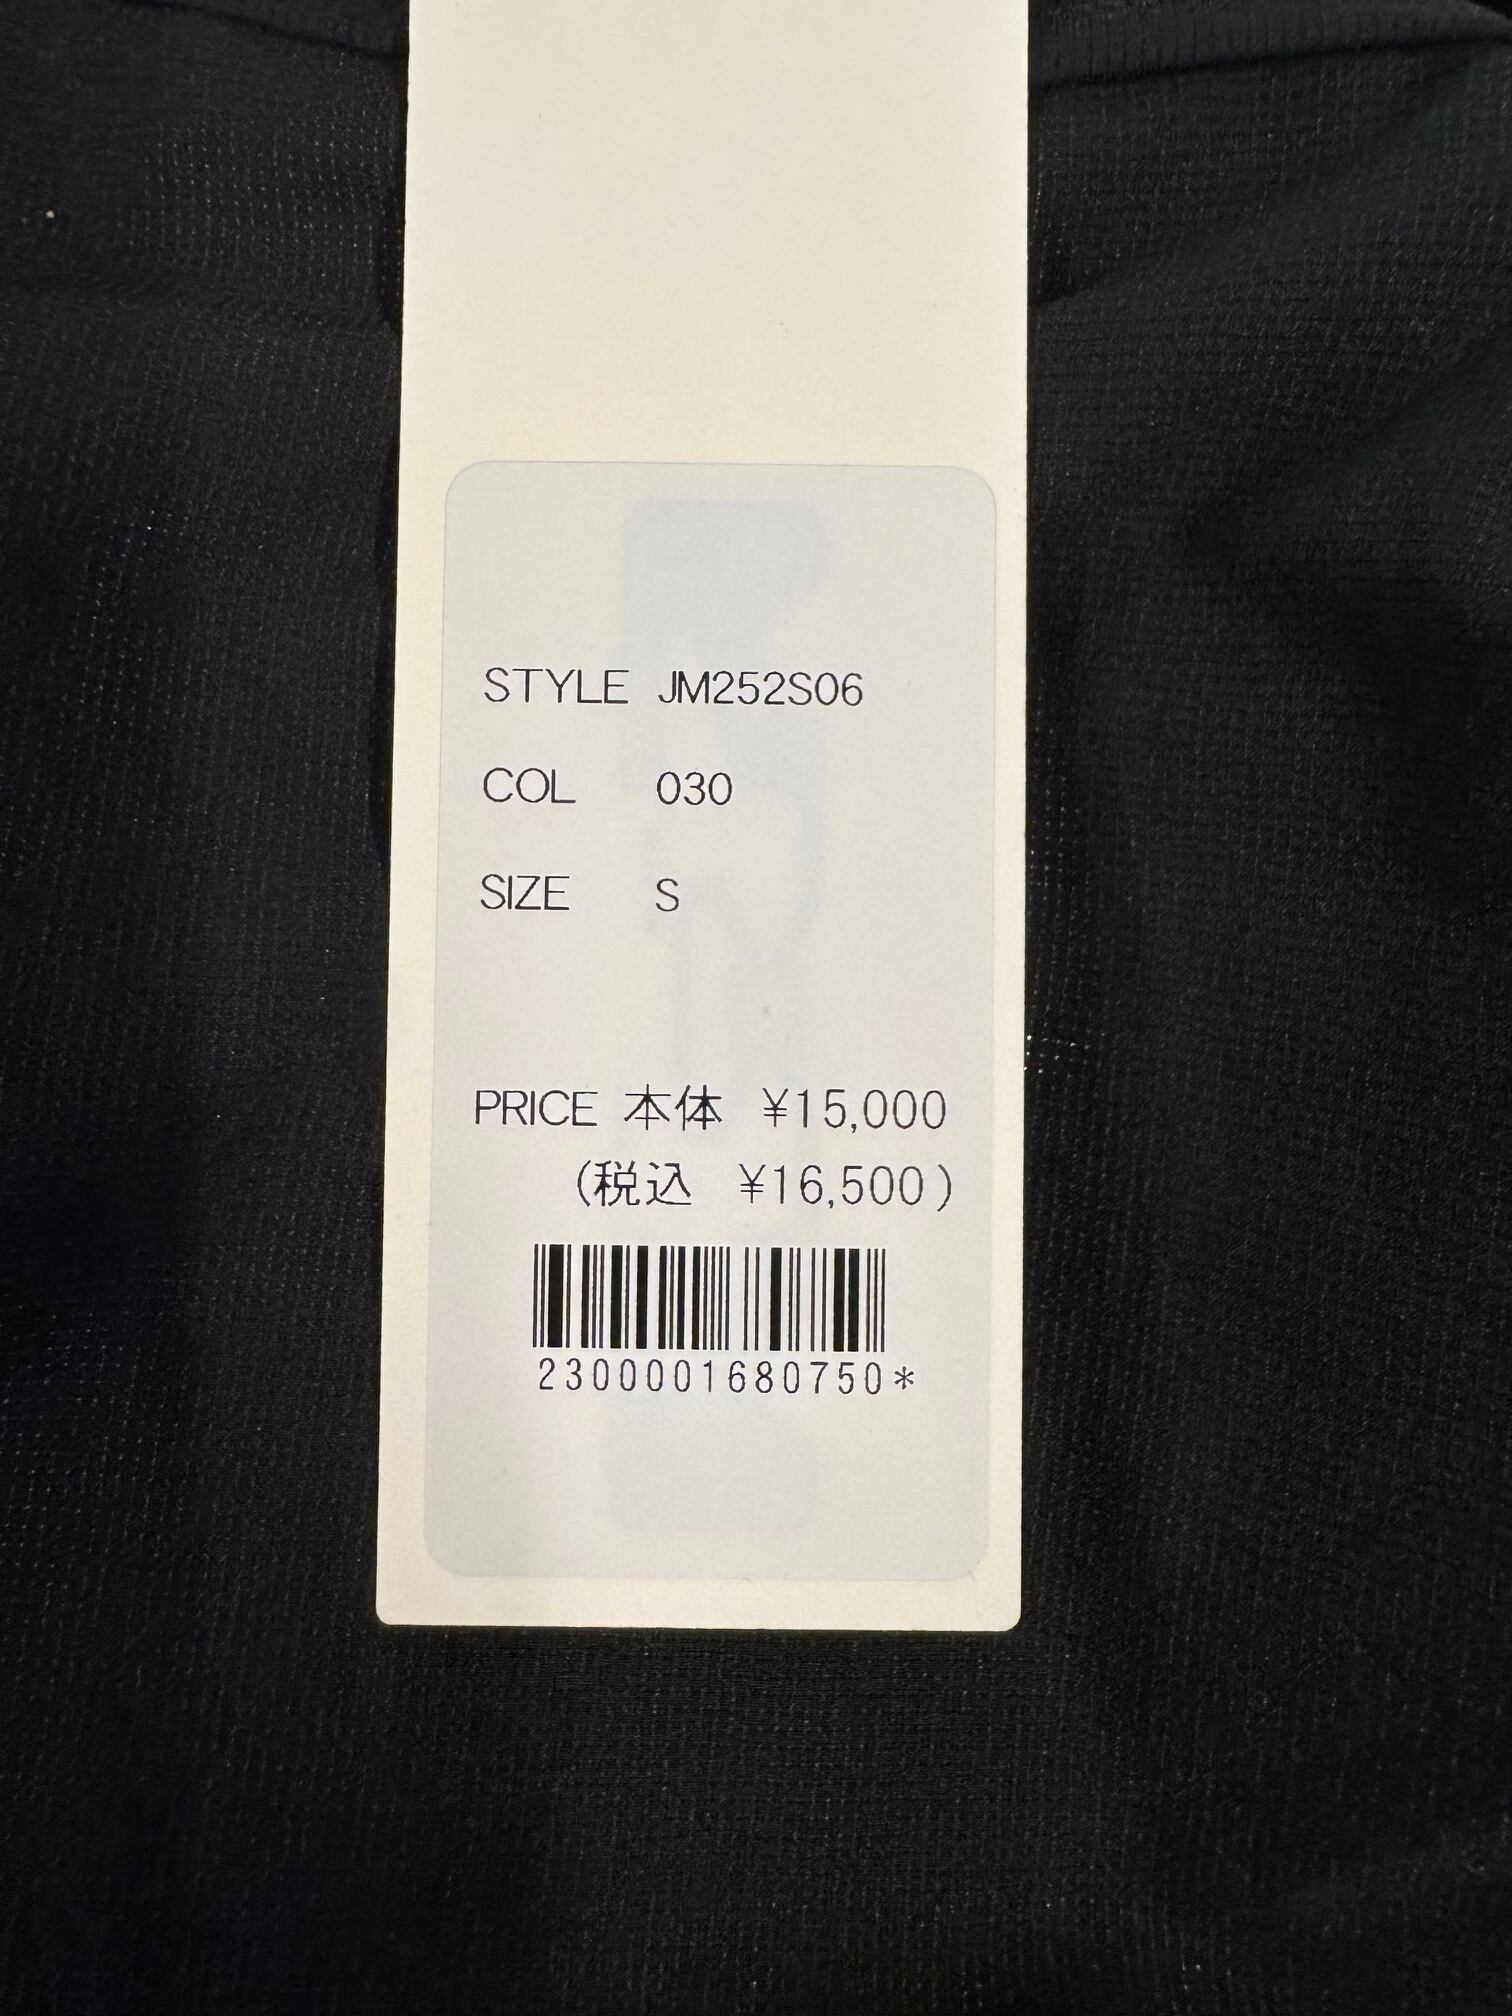 STYLE JM252S06
COL 030
SIZE S
PRICE 本体 ¥15,000
(税込 ¥16,500)
2300001680750*